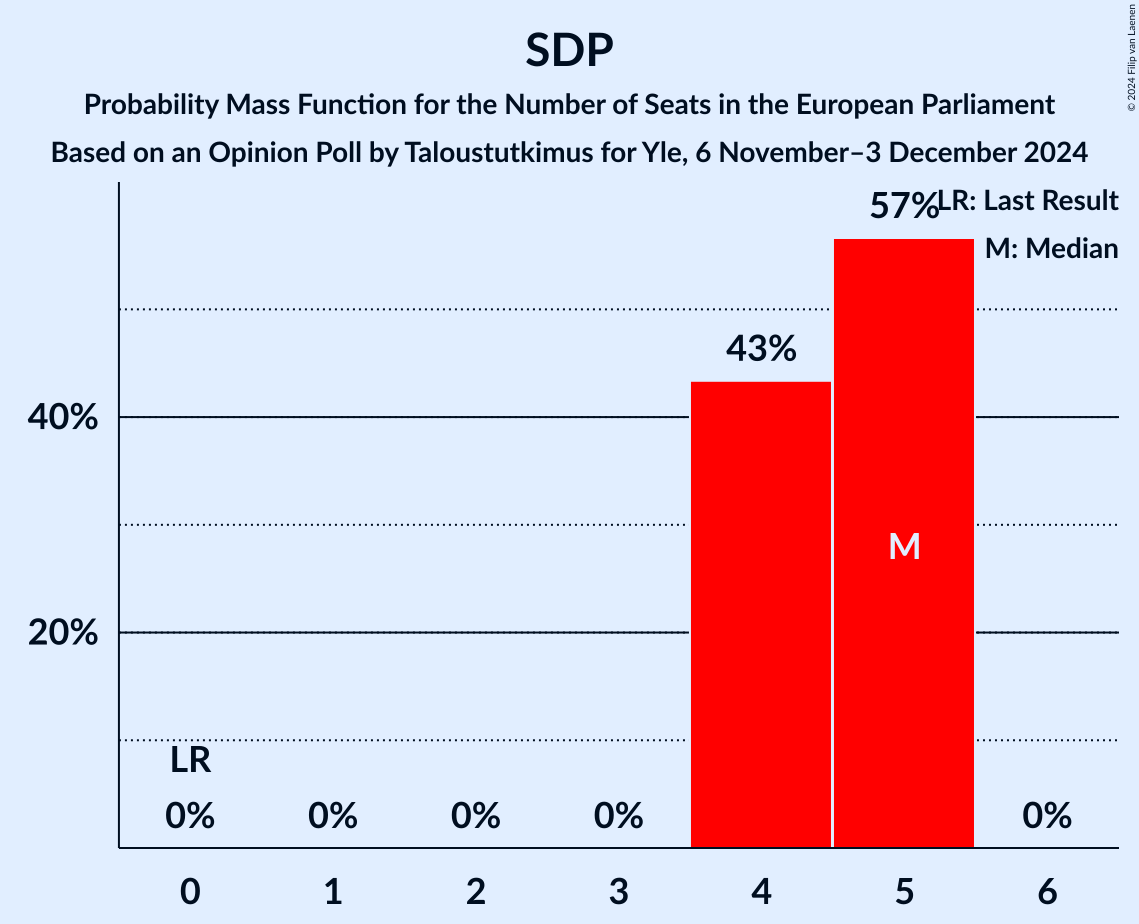 SDP
Probability Mass Function for the Number of Seats in the European Parliament
Based on an Opinion Poll by Taloustutkimus for Yle, 6 November–3 December 2024
© 2024 Filip van Laenen
LR: Last Result
M: Median
57%
43%
40%
M
20%
LR
0% 0% 0% 0% 0%
0 1 2 3 4 5 6